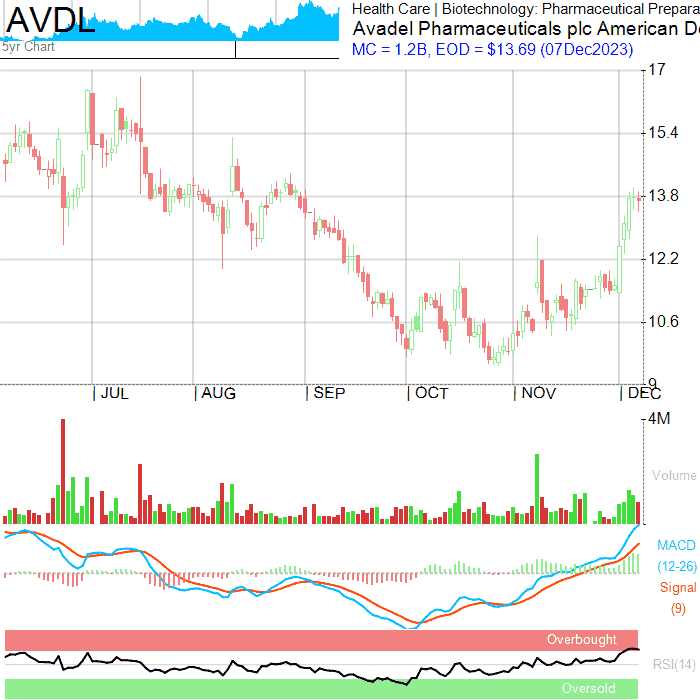 AVDL
5yr Chart
Health Care | Biotechnology: Pharmaceutical Prepara
Avadel Pharmaceuticals plc American De
MC = 1.2B, EOD = $13.69 (07Dec2023)
17
15.4
13.8
12.2
10.6
9
JUL
AUG
SEP
OCT
NOV
DEC
4M
Volume
MACD
(12-26)
Signal
(9)
Overbought
RSI(14)
Oversold